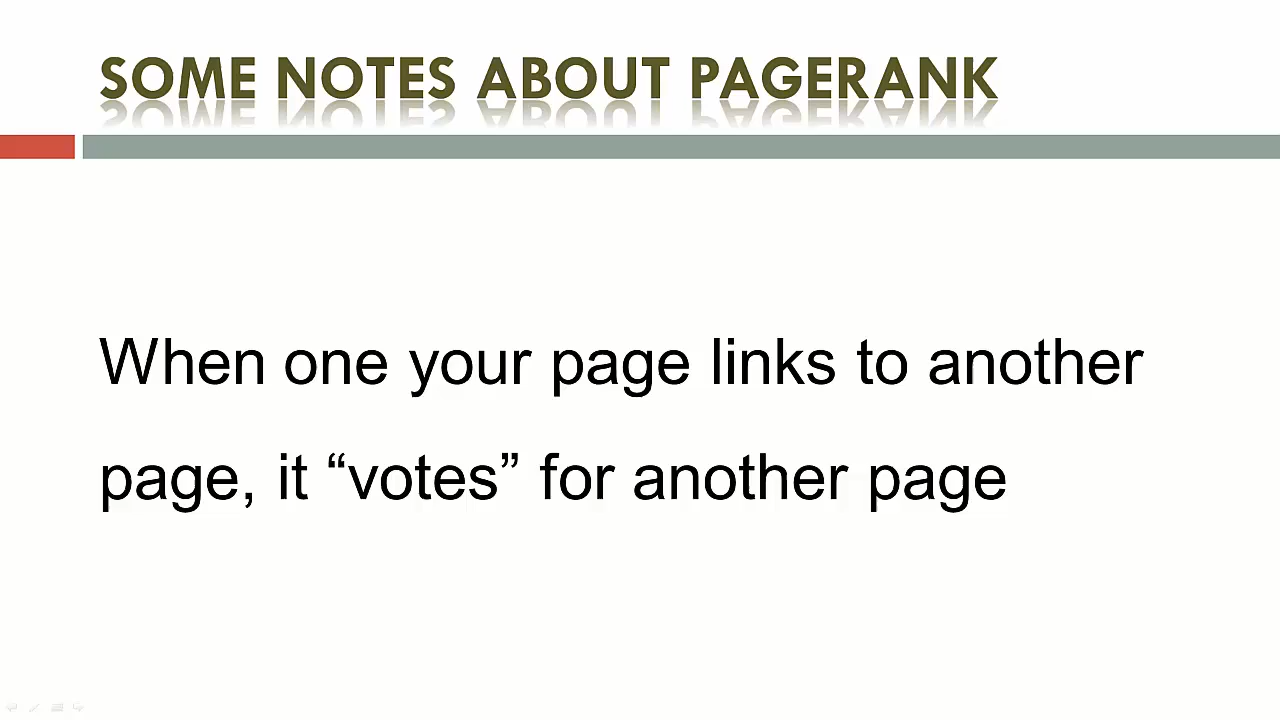 SOME NOTES ABOUT PAGERANK
When one your page links to another
page, it “votes” for another page